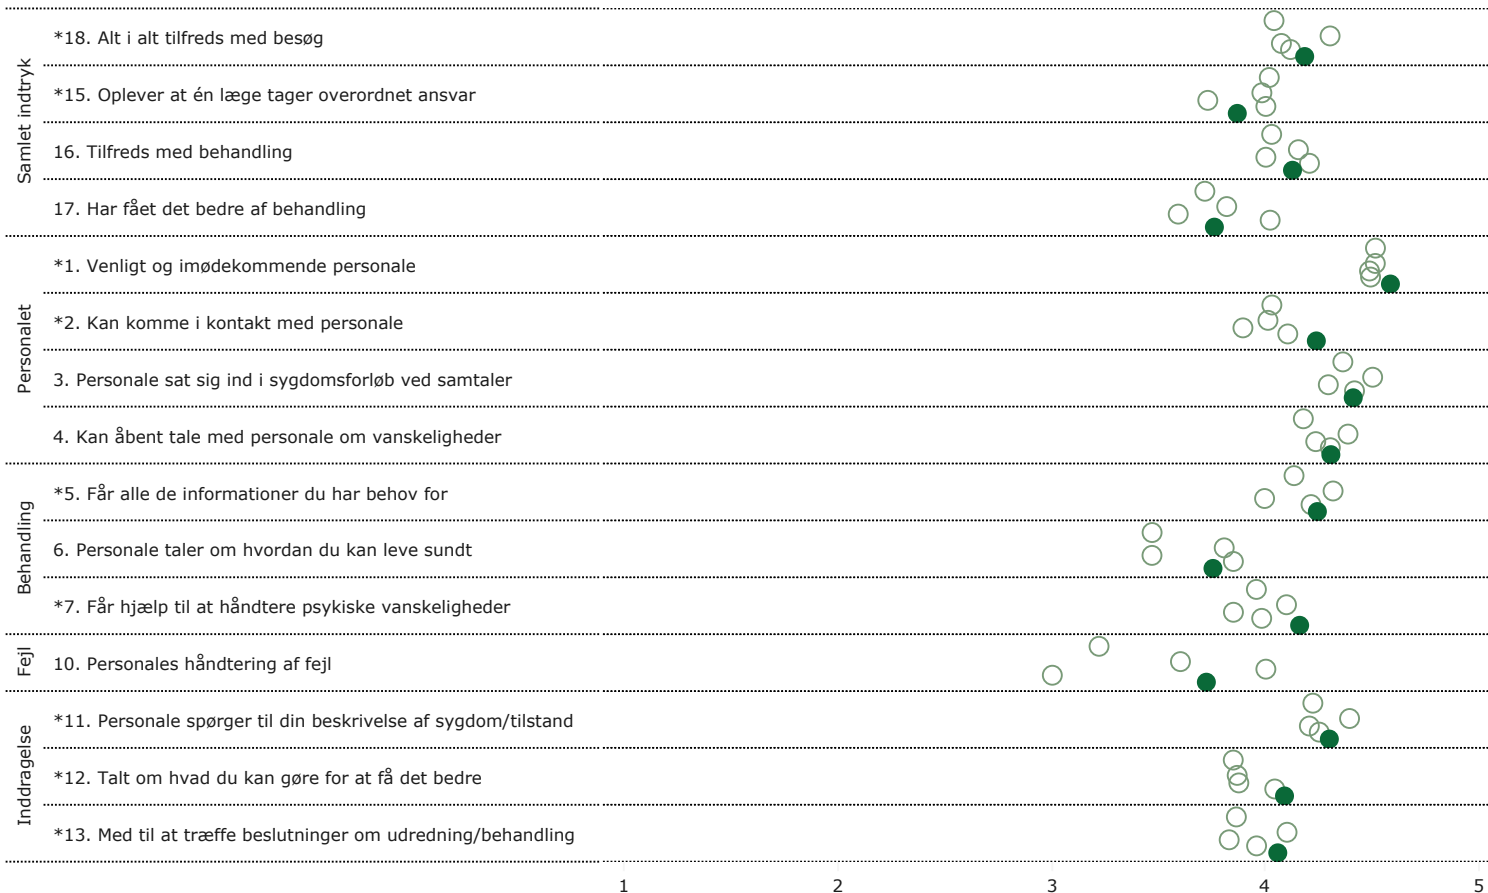 Samlet indtryk
*18. Alt i alt tilfreds med besøg
*15. Oplever at én læge tager overordnet ansvar
16. Tilfreds med behandling
17. Har fået det bedre af behandling
Personalet
*1. Venligt og imødekommende personale
*2. Kan komme i kontakt med personale
3. Personale sat sig ind i sygdomsforløb ved samtaler
4. Kan åbent tale med personale om vanskeligheder
Behandling
*5. Får alle de informationer du har behov for
6. Personale taler om hvordan du kan leve sundt
*7. Får hjælp til at håndtere psykiske vanskeligheder
Fejl
10. Personales håndtering af fejl
Inddragelse
*11. Personale spørger til din beskrivelse af sygdom/tilstand
*12. Talt om hvad du kan gøre for at få det bedre
*13. Med til at træffe beslutninger om udredning/behandling
1 2 3 4 5